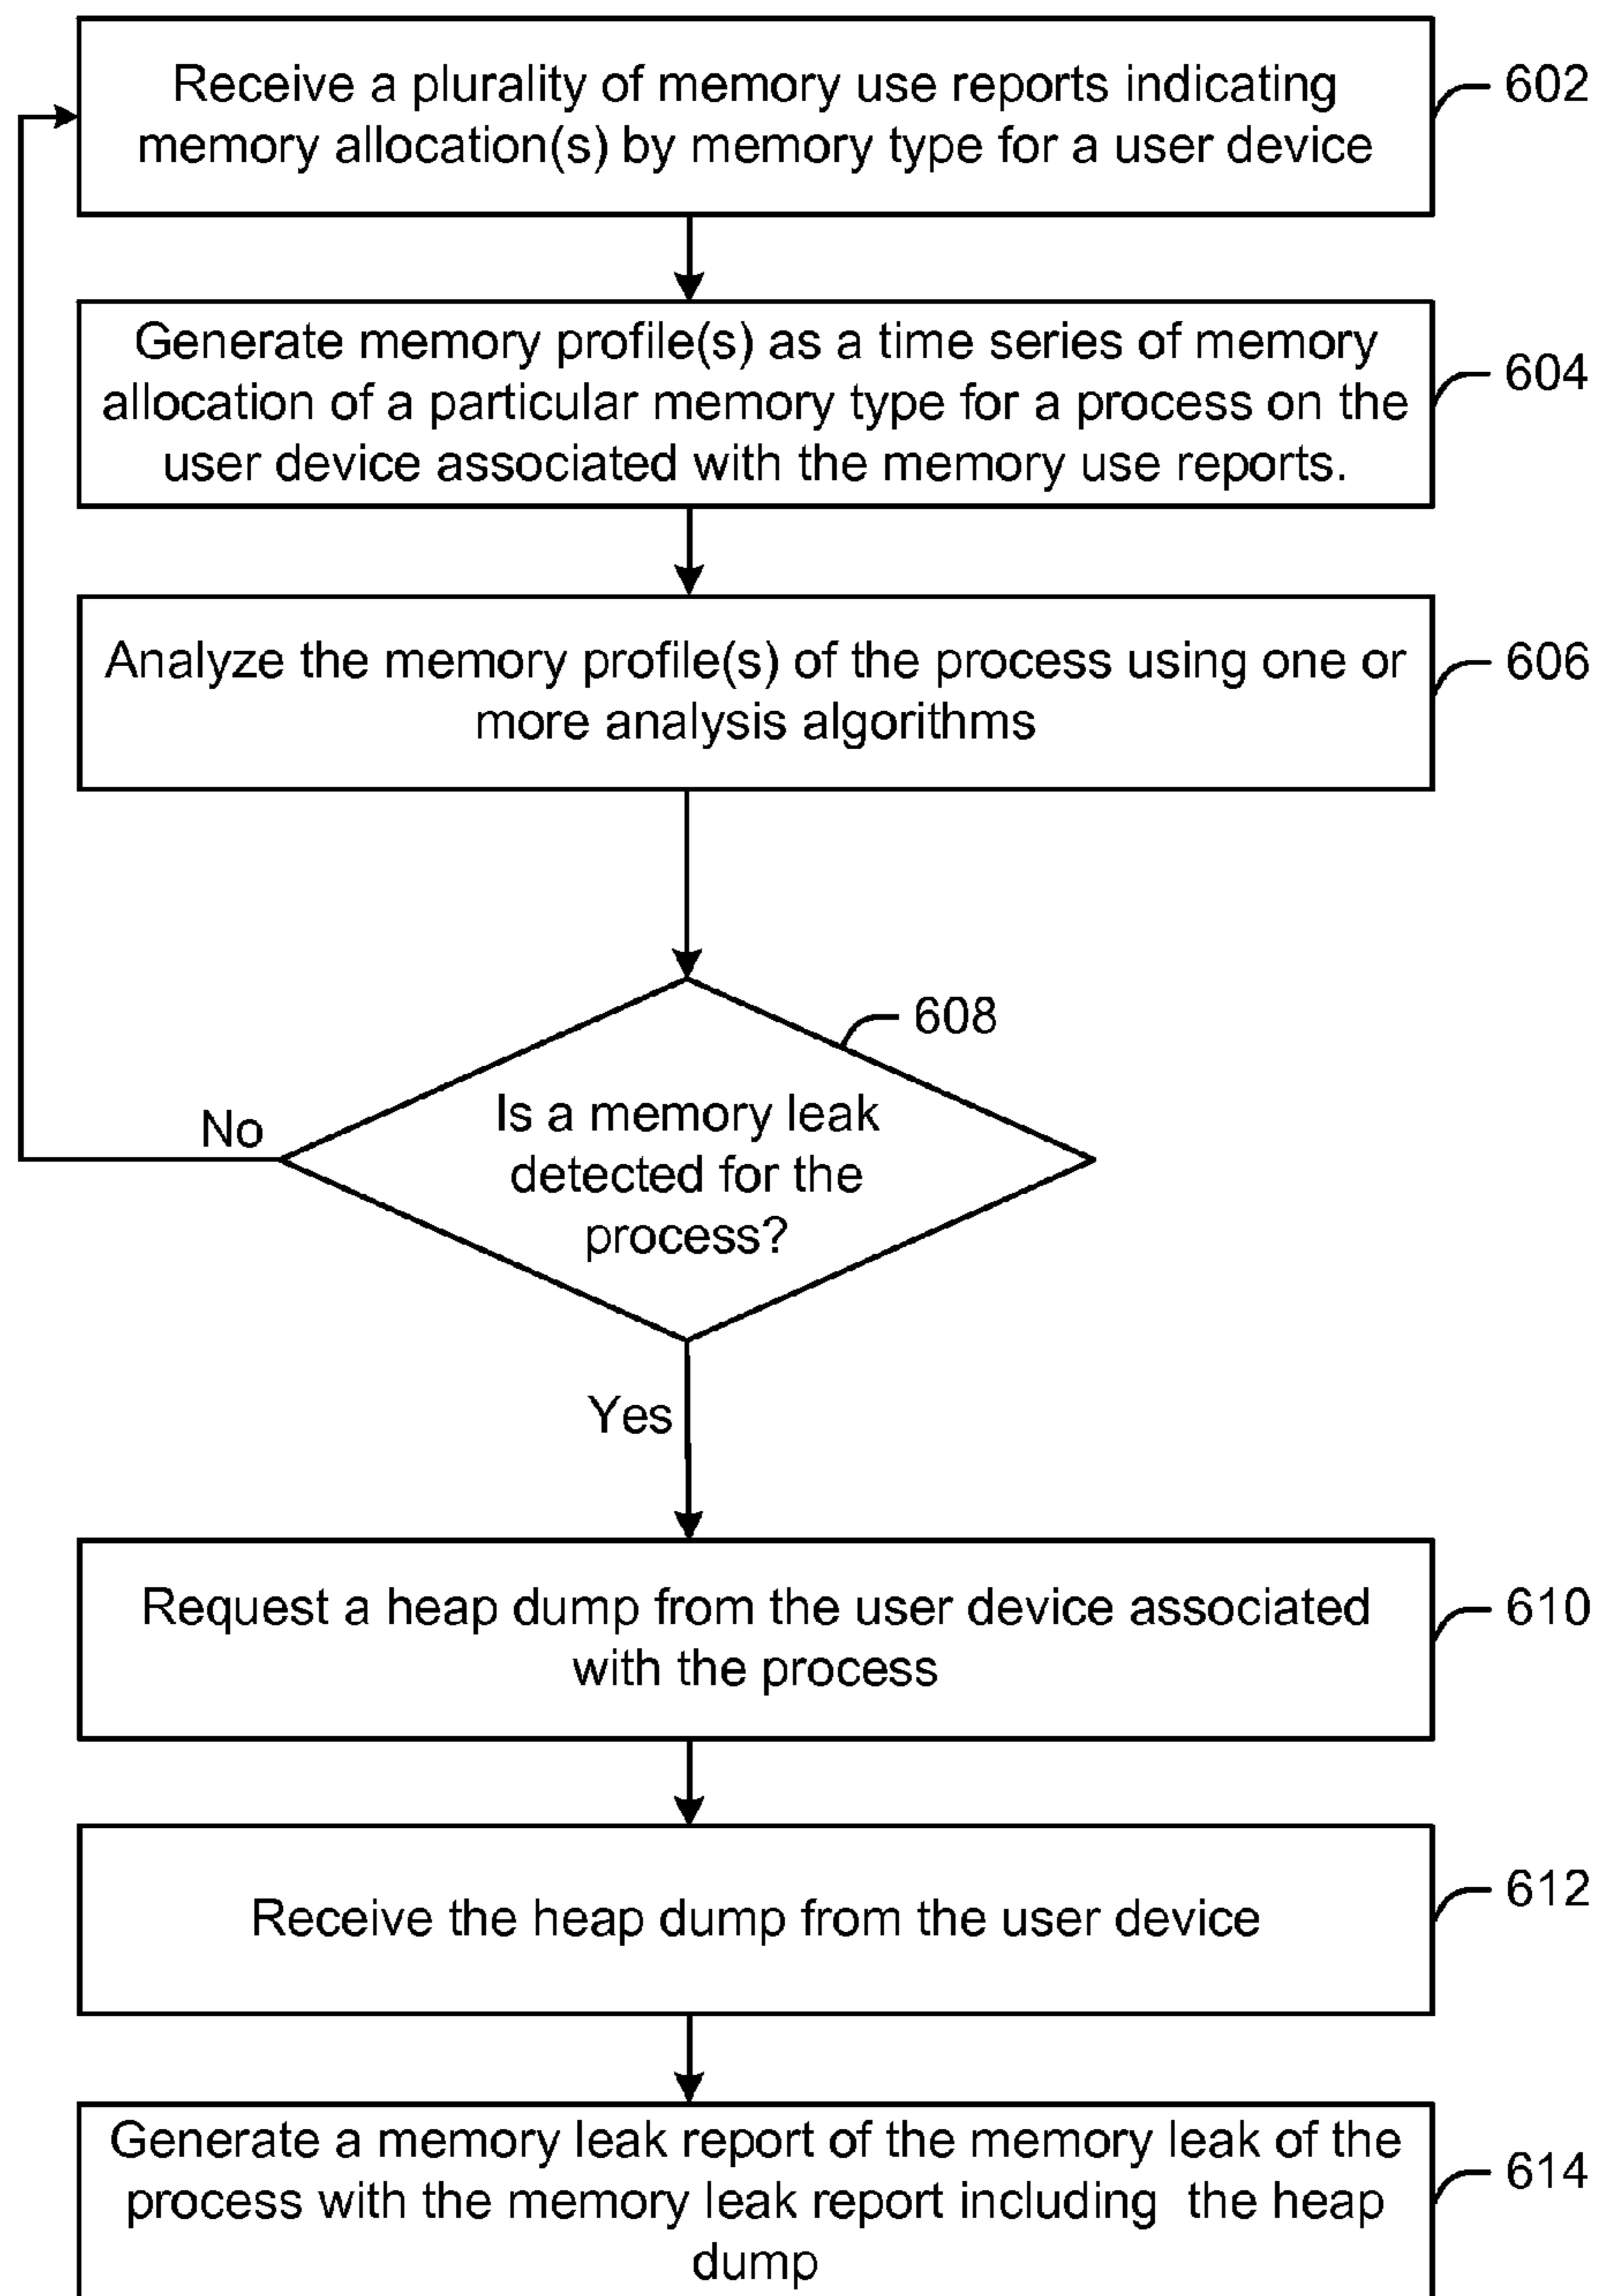 Receive a plurality of memory use reports indicating
memory allocation(s) by memory type for a user device
602
Generate memory profile(s) as a time series of memory
allocation of a particular memory type for a process on the
user device associated with the memory use reports.
604
Analyze the memory profile(s) of the process using one or
more analysis algorithms
606
608
Is a memory leak
detected for the
process?
No
Yes
Request a heap dump from the user device associated
with the process
610
Receive the heap dump from the user device
612
Generate a memory leak report of the memory leak of the
process with the memory leak report including the heap
dump
614